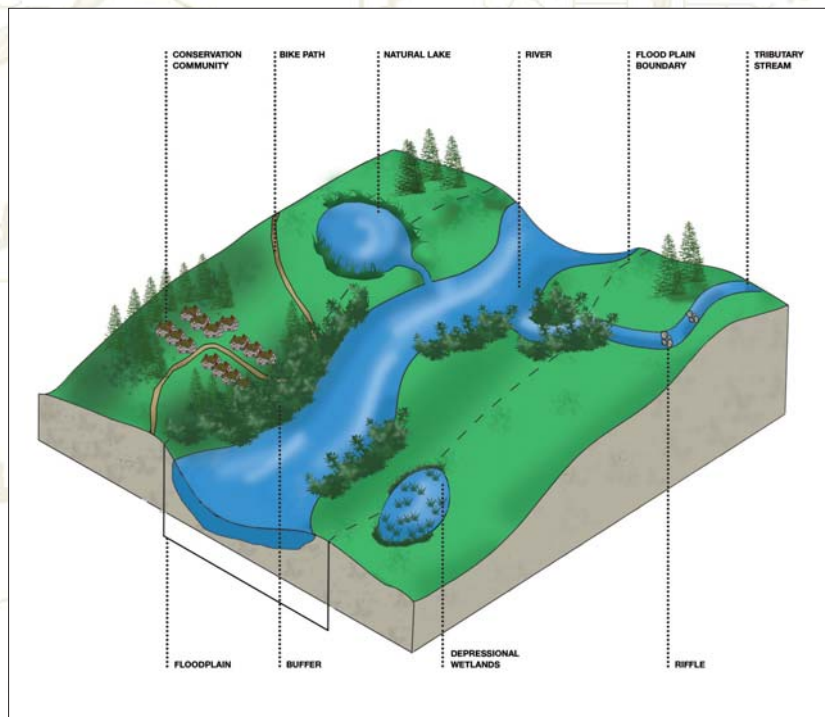 CONSERVATION
COMMUNITY
BIKE PATH
NATURAL LAKE
RIVER
FLOOD PLAIN
BOUNDARY
TRIBUTARY
STREAM
FLOODPLAIN
BUFFER
DEPRESSIONAL
WETLANDS
RIFFLE